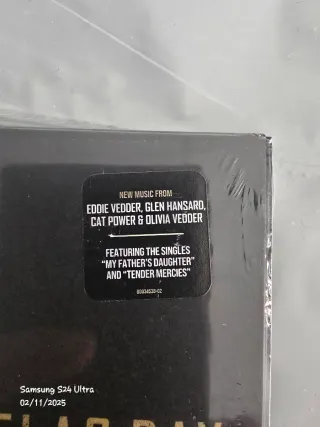 NEW MUSIC FROM
EDDIE VEDDER, GLEN HANSARD,
CAT POWER & OLIVIA VEDDER
FEATURING THE SINGLES
"MY FATHER'S DAUGHTER"
AND "TENDER MERCIES"
Samsung S24 Ultra
02/11/2025